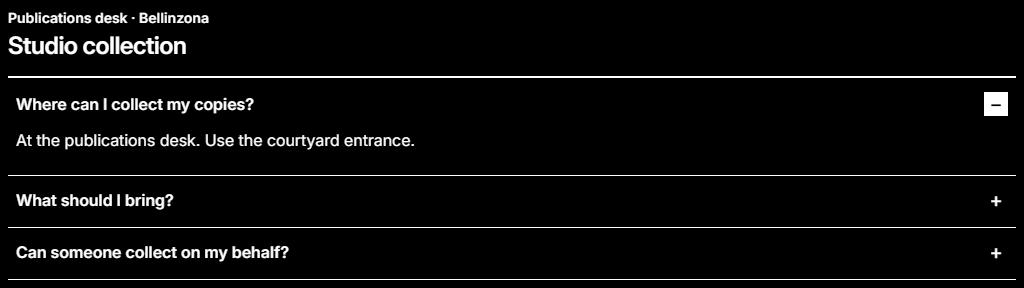 Publications desk · Bellinzona
Studio collection
Where can I collect my copies? −
At the publications desk. Use the courtyard entrance.
What should I bring? +
Can someone collect on my behalf? +